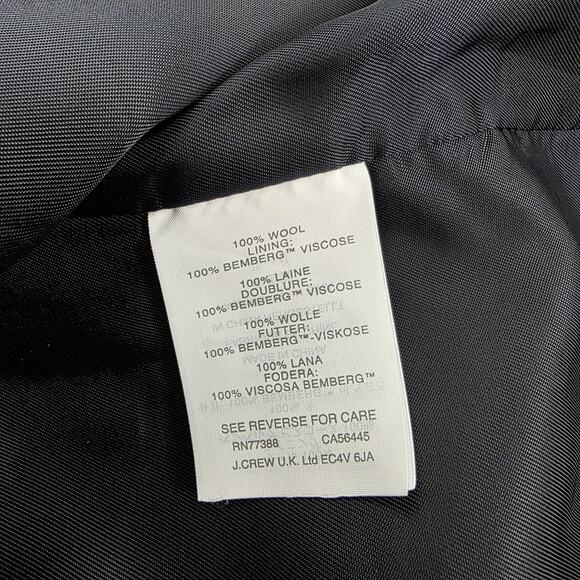 100% WOOL
LINING:
100% BEMBERG™ VISCOSE
100% LAINE
DOUBLURE:
100% BEMBERG™ VISCOSE
100% WOLLE
FUTTER:
100% BEMBERG™-VISKOSE
100% LANA
FODERA:
100% VISCOSA BEMBERG™
SEE REVERSE FOR CARE
RN77388 CA56445
J.CREW U.K. Ltd EC4V 6JA